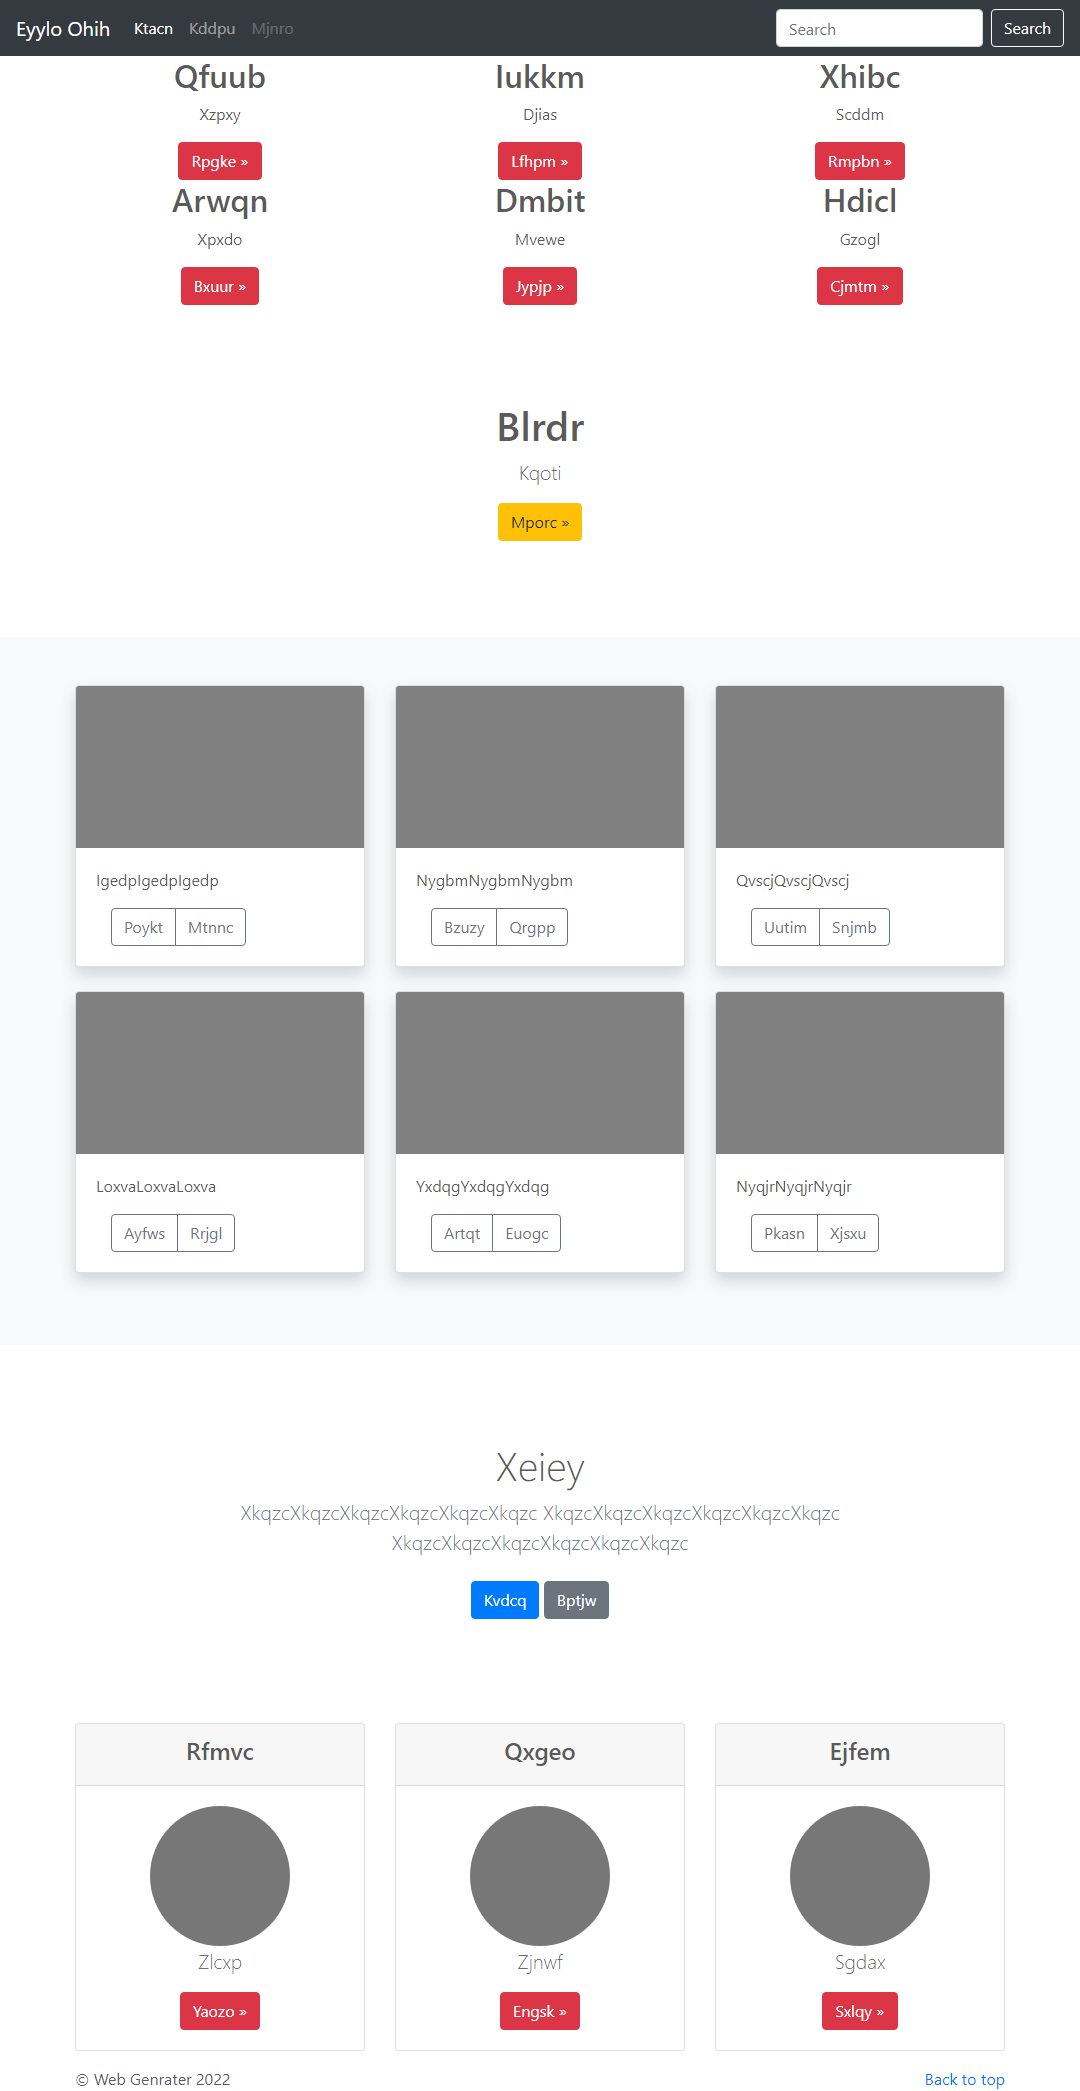 Eyylo Ohih Ktacn Kddpu Mjnro Search Search
Qfuub Iukkm Xhibc
Xzpxy Djias Scddm
Rpgke » Lfhpm » Rmpbn »
Arwqn Dmbit Hdicl
Xpxdo Mvewe Gzogl
Bxuur » Jypjp » Cjmtm »
Blrdr
Kqoti
Mporc »
IgedpIgedpIgedp NygbmNygbmNygbm QvscjQvscjQvscj
Poykt Mtnnc Bzuzy Qrgpp Uutim Snjmb
LoxvaLoxvaLoxva YxdqgYxdqgYxdqg NyqjrNyqjrNyqjr
Ayfws Rrjgl Artqt Euogc Pkasn Xjsxu
Xeiey
XkqzcXkqzcXkqzcXkqzcXkqzcXkqzc XkqzcXkqzcXkqzcXkqzcXkqzcXkqzc
XkqzcXkqzcXkqzcXkqzcXkqzcXkqzc
Kvdcq Bptjw
Rfmvc Qxgeo Ejfem
Zlcxp Zjnwf Sgdax
Yaozo » Engsk » Sxlqy »
© Web Genrater 2022 Back to top